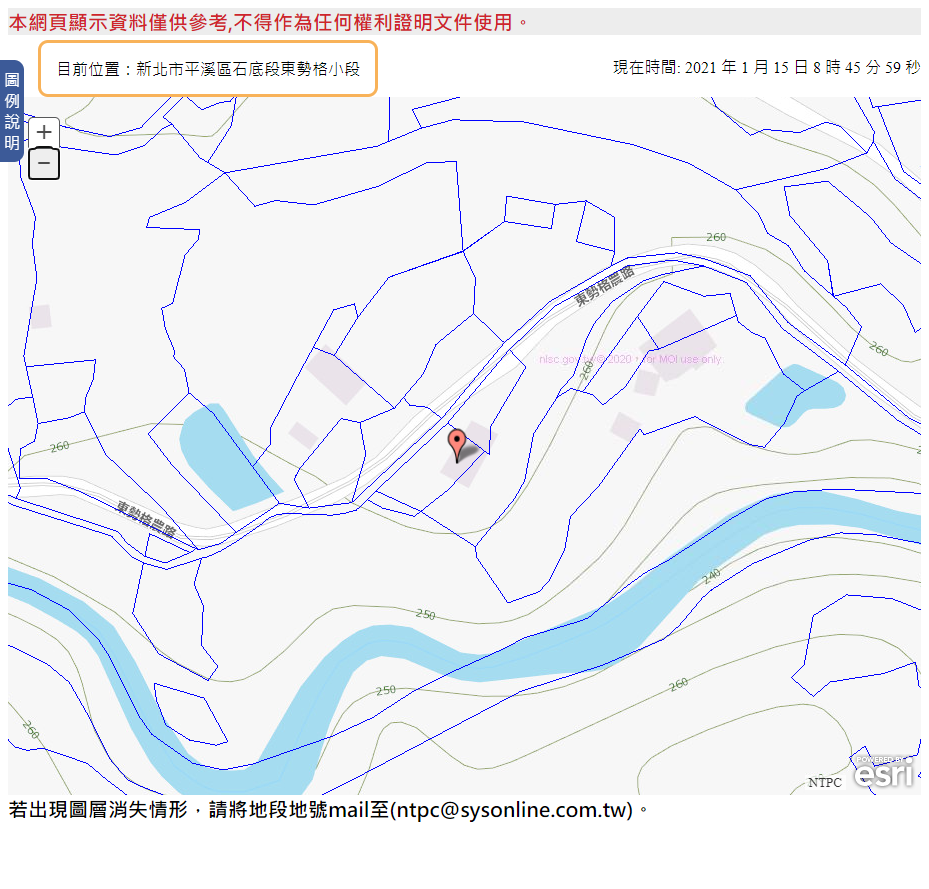 本網頁顯示資料僅供參考,不得作為任何權利證明文件使用。
目前位置：新北市平溪區石底段東勢格小段
現在時間: 2021 年 1 月 15 日 8 時 45 分 59 秒
圖例說明
+
−
260
東勢格農路
nlsc.gov.tw © 2020 · for MOI use only.
260
260
260
東勢格農路
240
250
250
260
260
POWERED BY
esri
NTPC
若出現圖層消失情形，請將地段地號mail至(ntpc@sysonline.com.tw)。